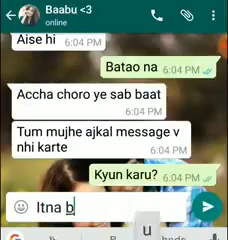 Baabu <3
online
Aise hi 6:04 PM
Batao na 6:04 PM
Accha choro ye sab baat
6:04 PM
Tum mujhe ajkal message v
nhi karte
6:04 PM
Kyun karu? 6:04 PM
Itna b
u